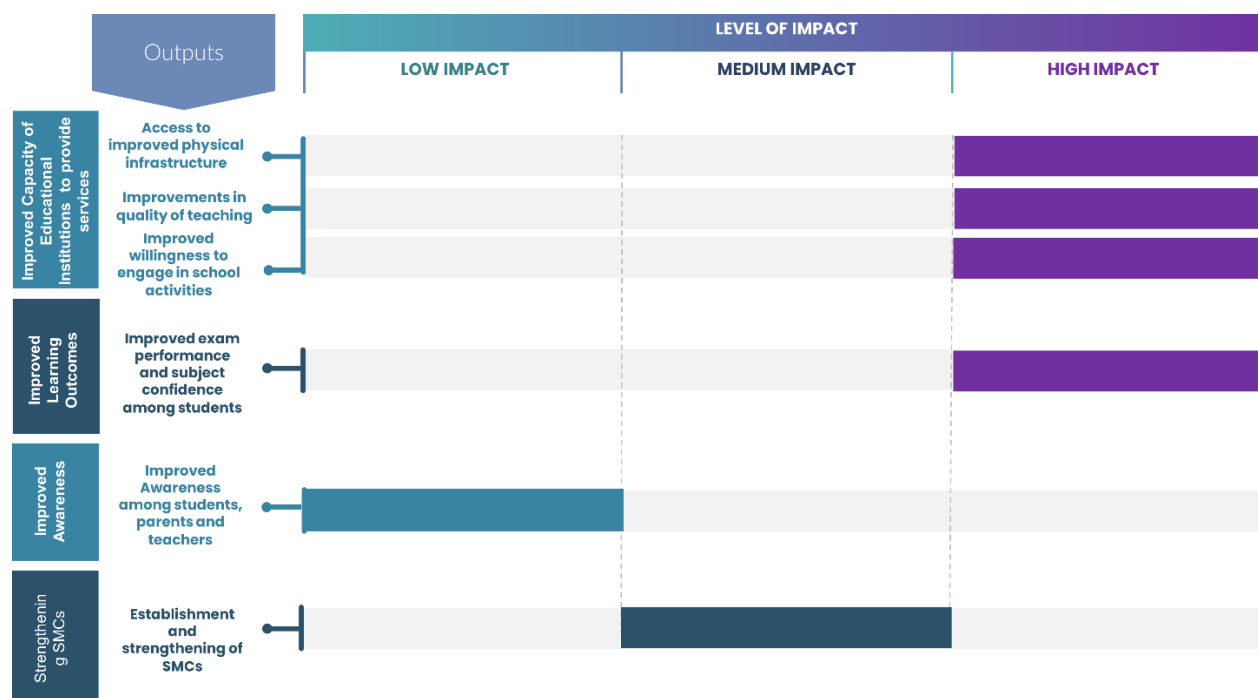 Outputs
LEVEL OF IMPACT
LOW IMPACT
MEDIUM IMPACT
HIGH IMPACT
Improved Capacity of
Educational
Institutions to provide
services
Access to
improved physical
infrastructure
Improvements in
quality of teaching
Improved
willingness to
engage in school
activities
Improved
Learning
Outcomes
Improved exam
performance
and subject
confidence
among students
Improved
Awareness
Improved
Awareness
among students,
parents and
teachers
Strengthenin
g SMCs
Establishment
and
strengthening of
SMCs